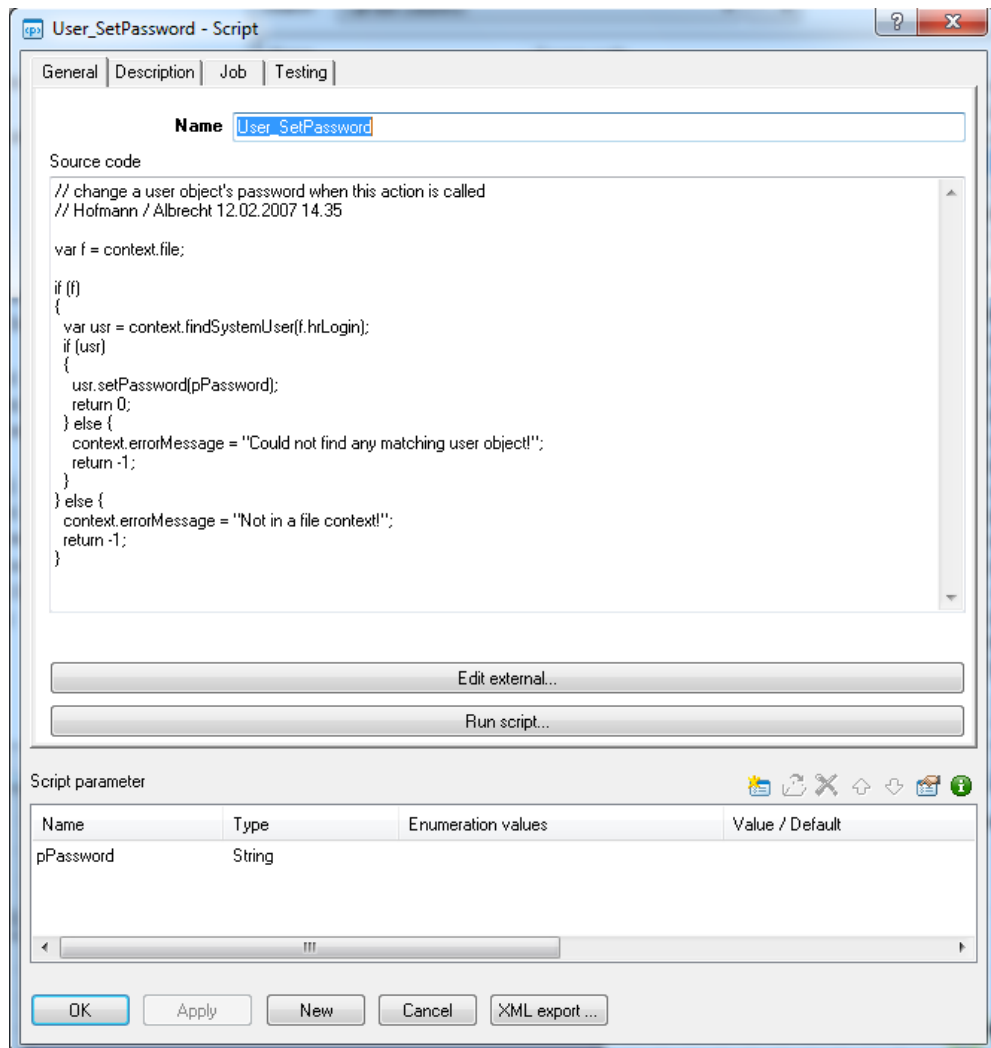 User_SetPassword - Script
General Description Job Testing
Name User_SetPassword
Source code
// change a user object's password when this action is called
// Hofmann / Albrecht 12.02.2007 14.35
var f = context.file;
if (f)
{
var usr = context.findSystemUser(f.hrLogin);
if (usr)
{
usr.setPassword(pPassword);
return 0;
} else {
context.errorMessage = "Could not find any matching user object!";
return -1;
}
} else {
context.errorMessage = "Not in a file context!";
return -1;
}
Edit external...
Run script...
Script parameter
Name Type Enumeration values Value / Default
pPassword String
OK Apply New Cancel XML export ...